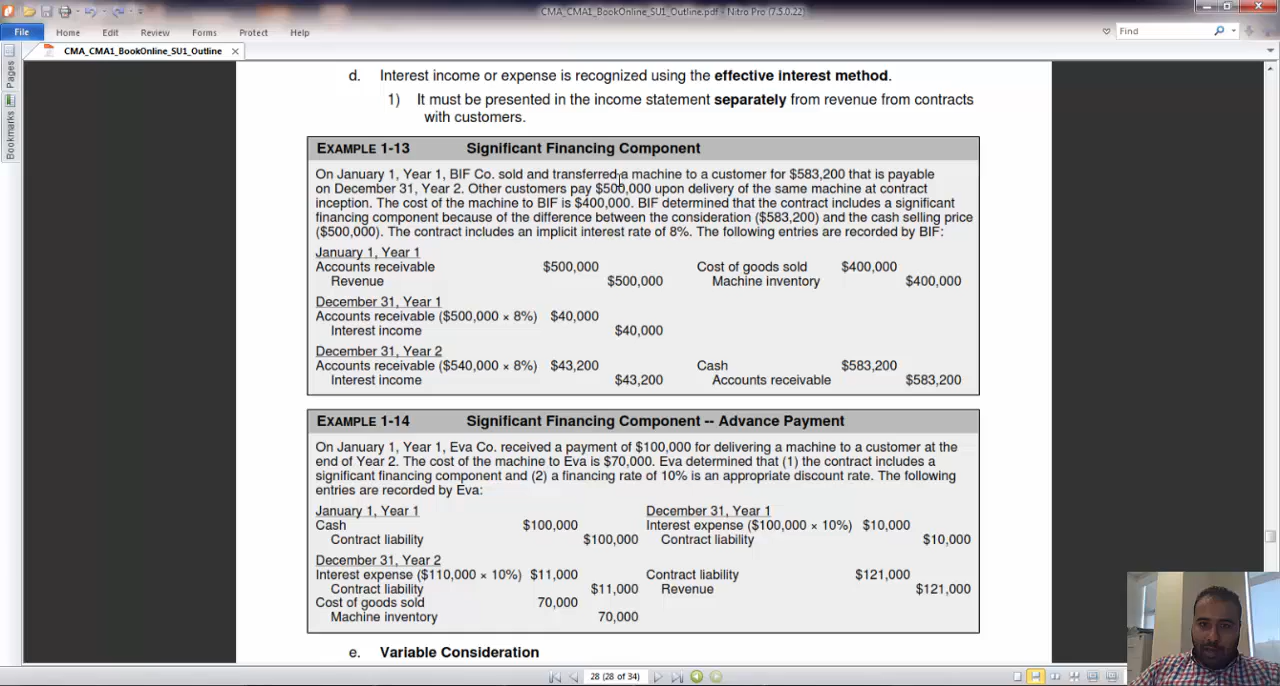 CMA_CMA1_BookOnline_SU1_Outline.pdf - Nitro Pro (7.5.0.22)
File Home Edit Review Forms Protect Help
Find
CMA_CMA1_BookOnline_SU1_Outline
Pages
Bookmarks
d. Interest income or expense is recognized using the effective interest method.
1) It must be presented in the income statement separately from revenue from contracts
with customers.
EXAMPLE 1-13 Significant Financing Component
On January 1, Year 1, BIF Co. sold and transferred a machine to a customer for $583,200 that is payable
on December 31, Year 2. Other customers pay $500,000 upon delivery of the same machine at contract
inception. The cost of the machine to BIF is $400,000. BIF determined that the contract includes a significant
financing component because of the difference between the consideration ($583,200) and the cash selling price
($500,000). The contract includes an implicit interest rate of 8%. The following entries are recorded by BIF:
January 1, Year 1
Accounts receivable $500,000 Cost of goods sold $400,000
Revenue $500,000 Machine inventory $400,000
December 31, Year 1
Accounts receivable ($500,000 × 8%) $40,000
Interest income $40,000
December 31, Year 2
Accounts receivable ($540,000 × 8%) $43,200 Cash $583,200
Interest income $43,200 Accounts receivable $583,200
EXAMPLE 1-14 Significant Financing Component -- Advance Payment
On January 1, Year 1, Eva Co. received a payment of $100,000 for delivering a machine to a customer at the
end of Year 2. The cost of the machine to Eva is $70,000. Eva determined that (1) the contract includes a
significant financing component and (2) a financing rate of 10% is an appropriate discount rate. The following
entries are recorded by Eva:
January 1, Year 1 December 31, Year 1
Cash $100,000 Interest expense ($100,000 × 10%) $10,000
Contract liability $100,000 Contract liability $10,000
December 31, Year 2
Interest expense ($110,000 × 10%) $11,000 Contract liability $121,000
Contract liability $11,000 Revenue $121,000
Cost of goods sold 70,000
Machine inventory 70,000
e. Variable Consideration
28 (28 of 34)